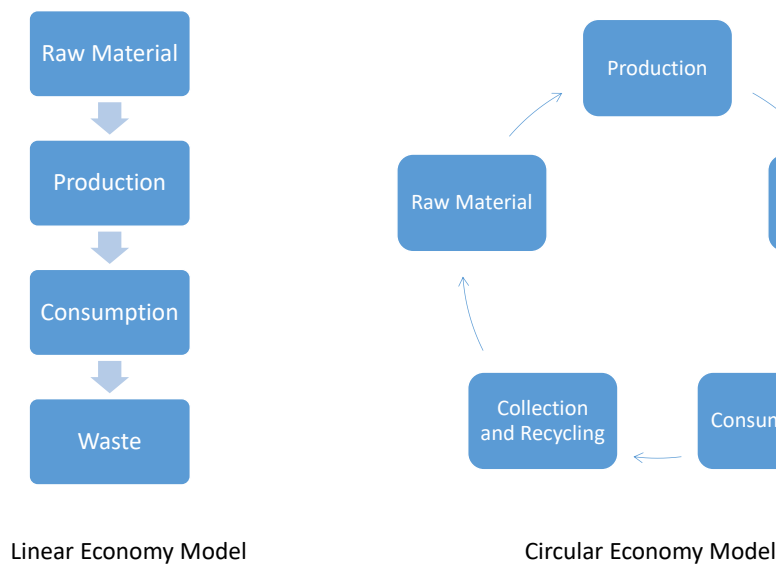 Raw Material
Production
Consumption
Waste
Linear Economy Model
Production
Raw Material
Collection
and Recycling
Circular Economy Model